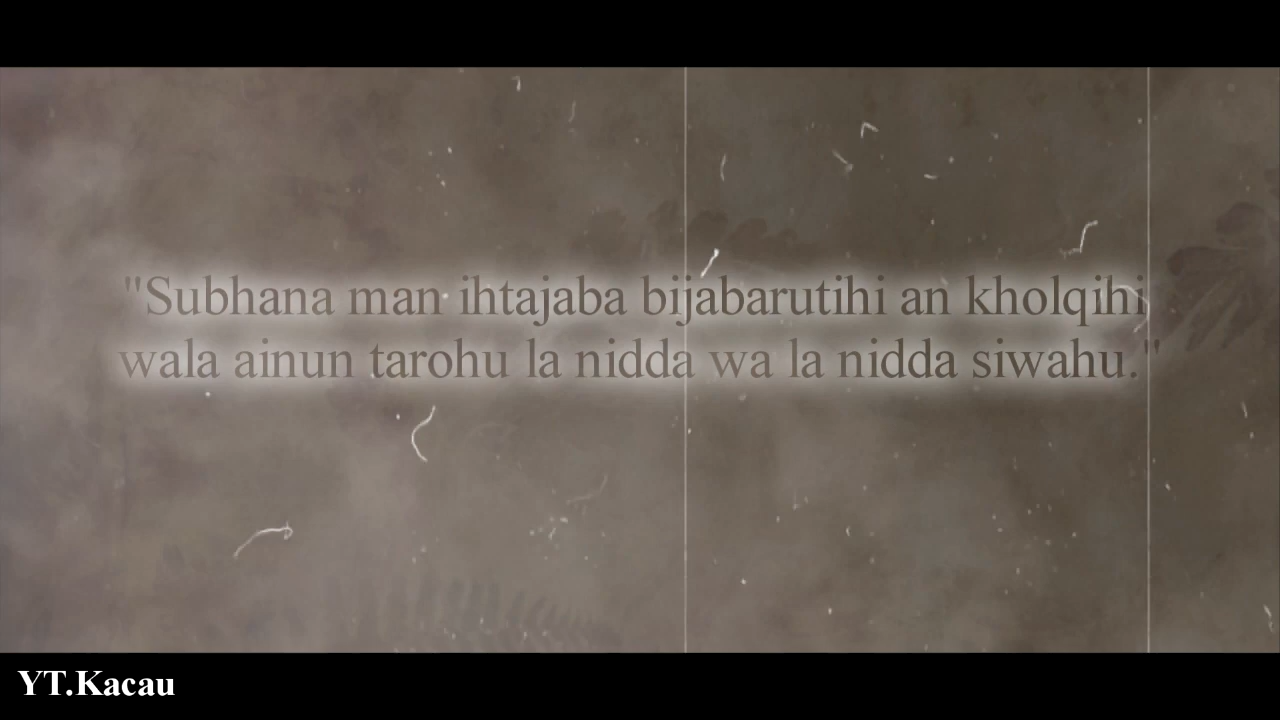 "Subhana man ihtajaba bijabarutihi an kholqihi
wala ainun tarohu la nidda wa la nidda siwahu."
YT.Kacau